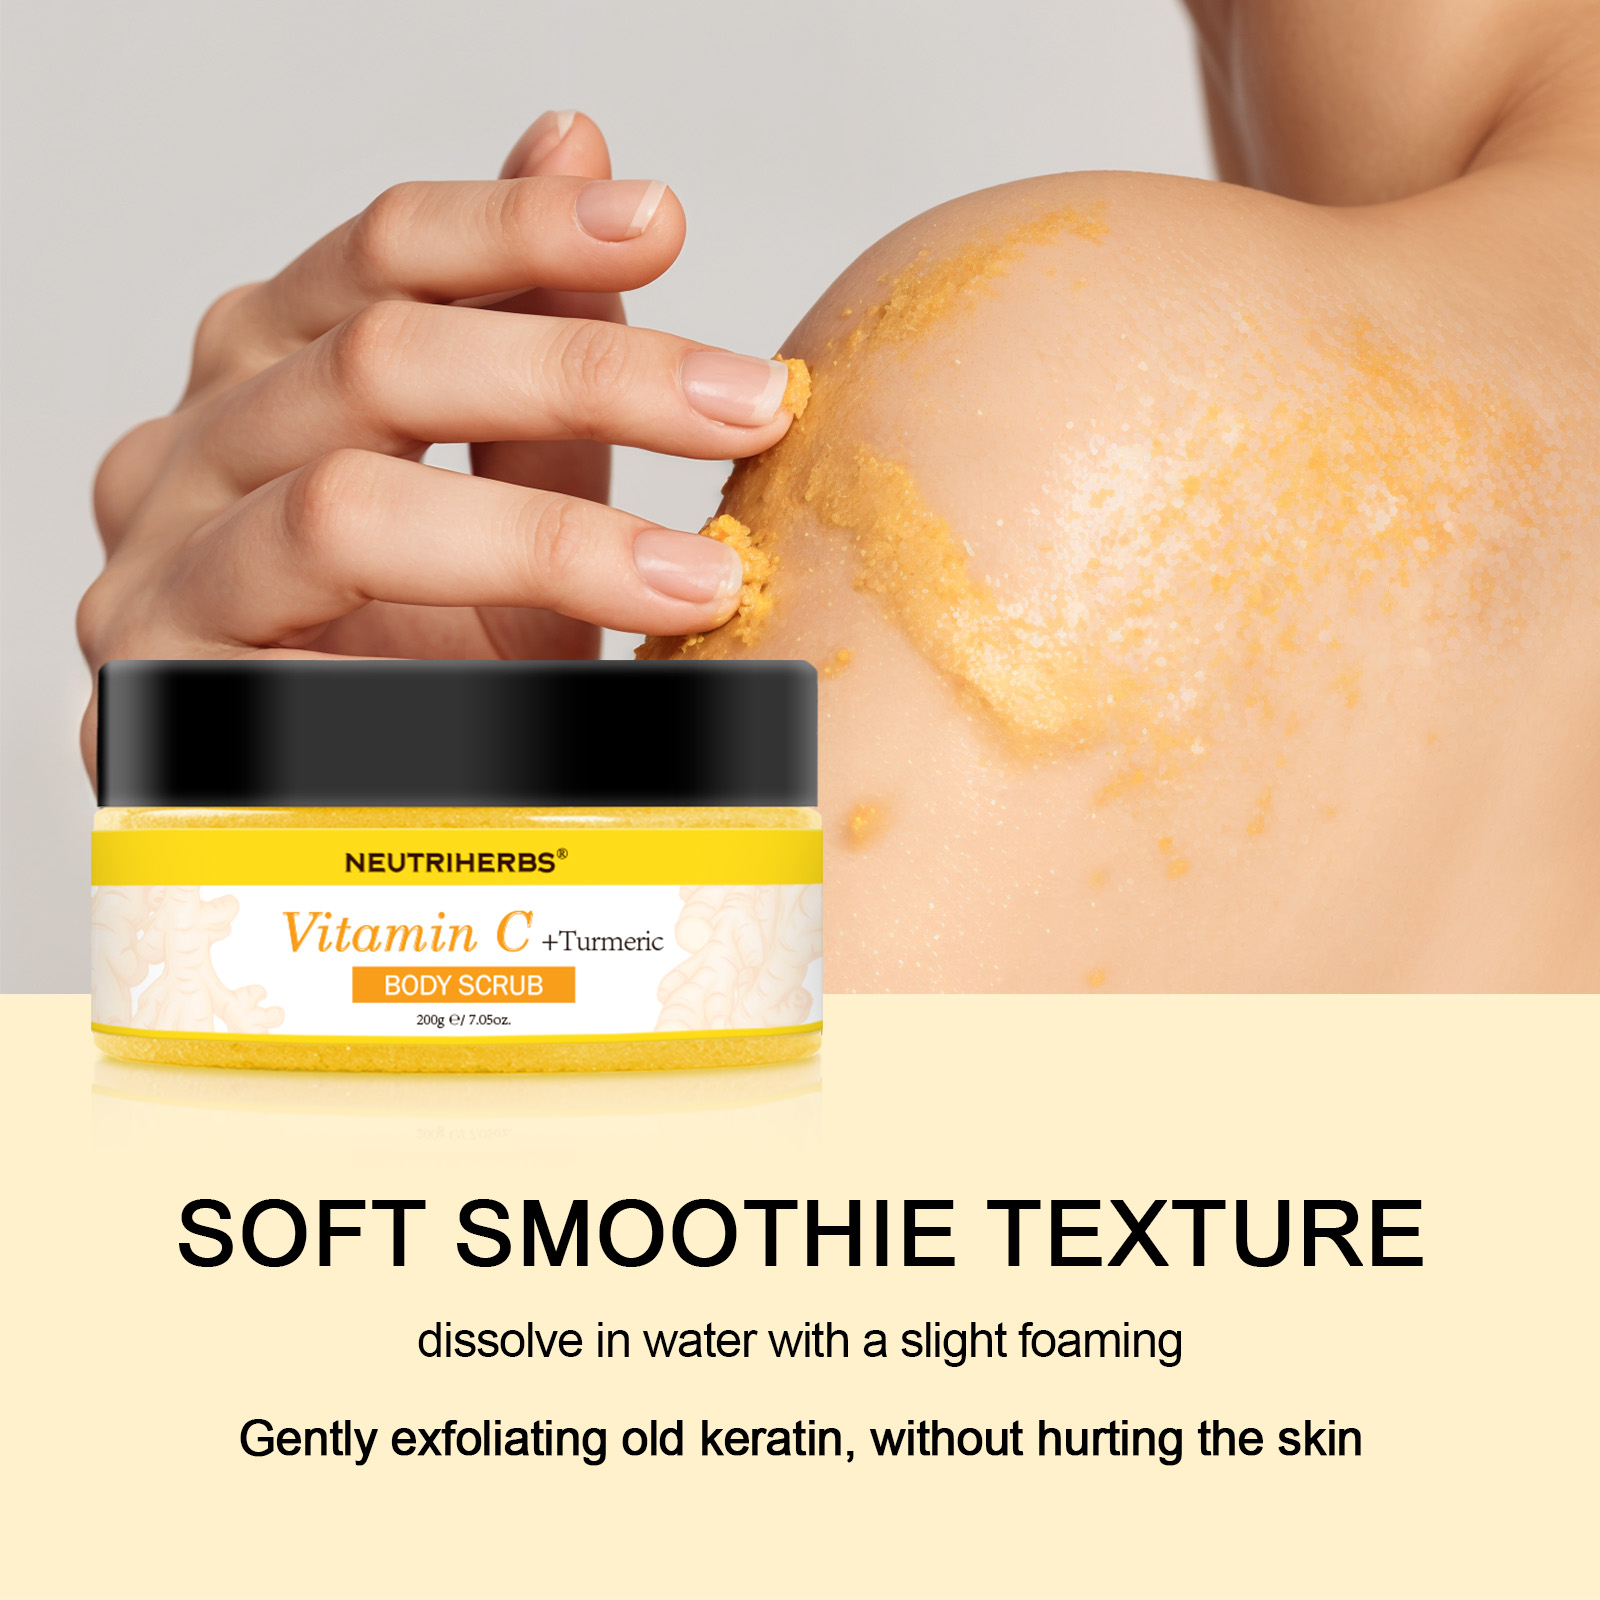 NEUTRIHERBS®
Vitamin C +Turmeric
BODY SCRUB
200g ℮/ 7.05oz.
SOFT SMOOTHIE TEXTURE
dissolve in water with a slight foaming
Gently exfoliating old keratin, without hurting the skin